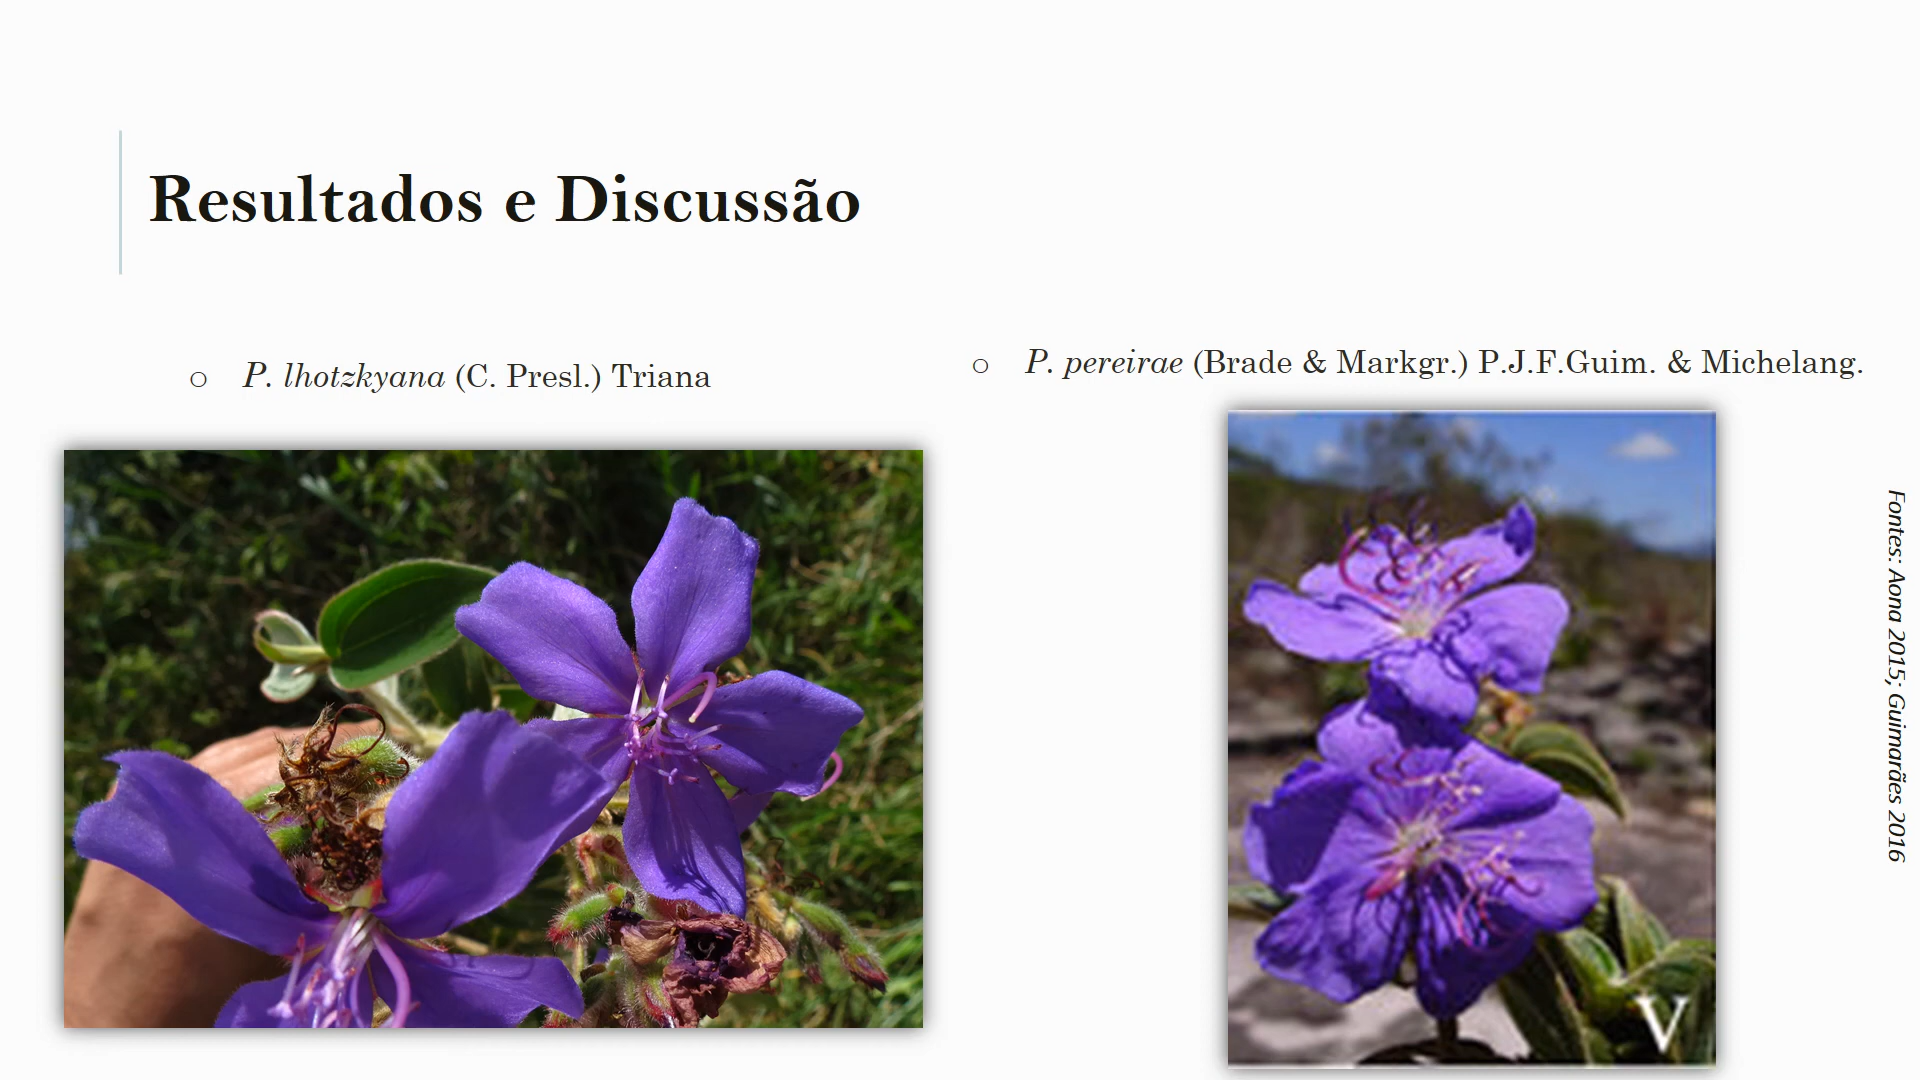 Resultados e Discussão
○ P. lhotzkyana (C. Presl.) Triana
○ P. pereirae (Brade & Markgr.) P.J.F.Guim. & Michelang.
Fontes: Aona 2015; Guimarães 2016
V